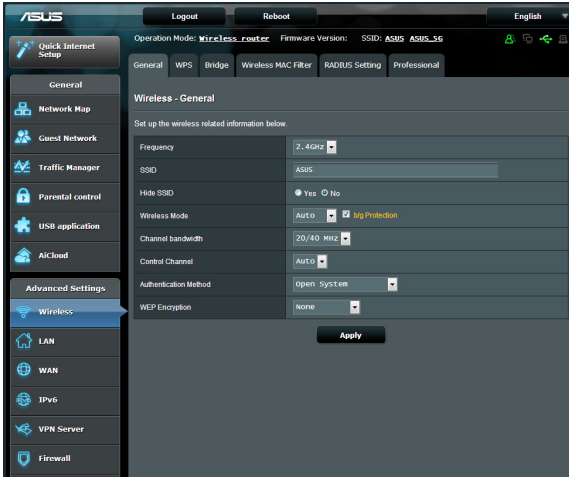 ASUS Logout Reboot English
Operation Mode: Wireless router Firmware Version: SSID: ASUS ASUS_5G
Quick Internet
Setup
General WPS Bridge Wireless MAC Filter RADIUS Setting Professional
General
Network Map
Guest Network
Traffic Manager
Parental control
USB application
AiCloud
Advanced Settings
Wireless
LAN
WAN
IPv6
VPN Server
Firewall
Wireless - General
Set up the wireless related information below.
Frequency 2.4GHz
SSID ASUS
Hide SSID Yes No
Wireless Mode Auto b/g Protection
Channel bandwidth 20/40 MHz
Control Channel Auto
Authentication Method Open System
WEP Encryption None
Apply